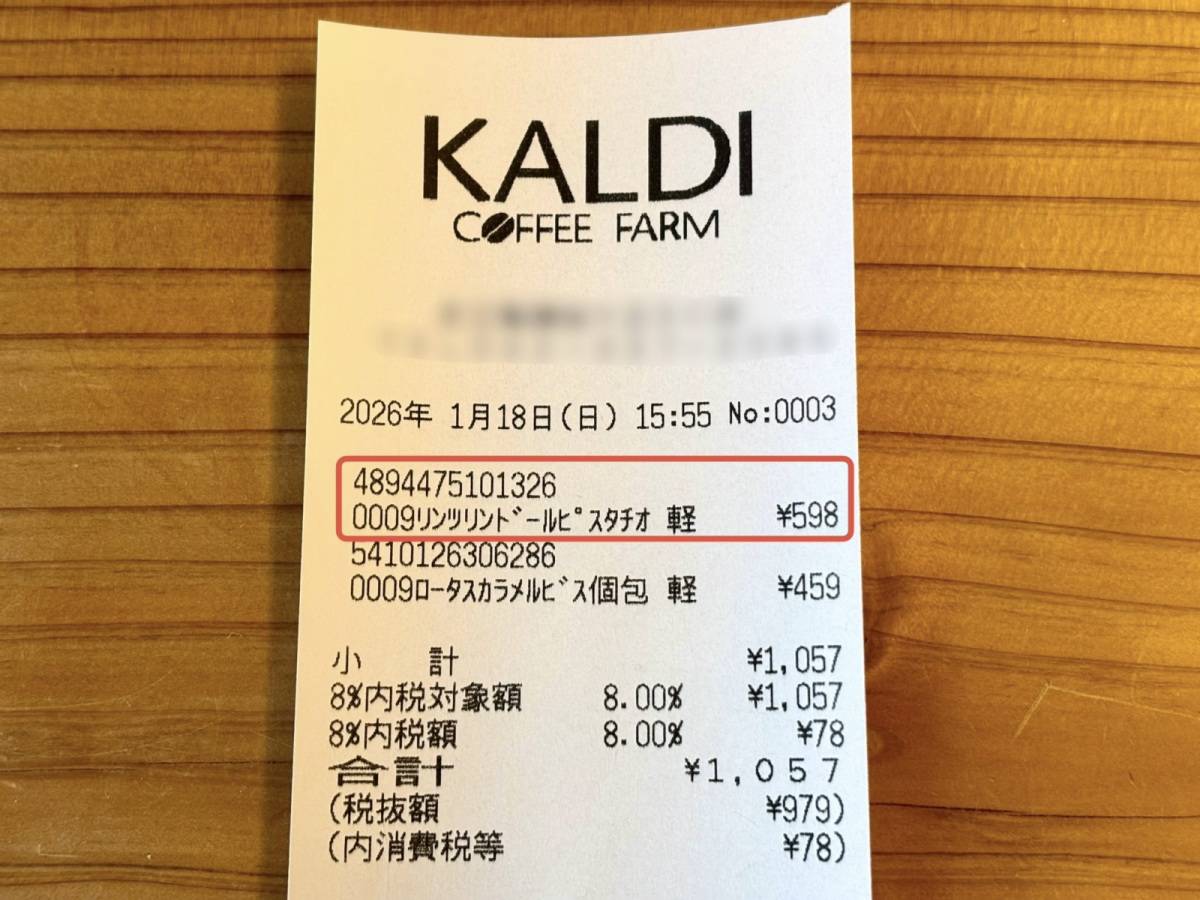 KALDI
COFFEE FARM
2026年 1月18日(日) 15:55 No:0003
4894475101326
0009リンツリンドールピスタチオ 軽 ¥598
5410126306286
0009ロータスカラメルビス個包 軽 ¥459
小 計 ¥1,057
8%内税対象額 8.00% ¥1,057
8%内税額 8.00% ¥78
合計 ¥1,057
(税抜額 ¥979)
(内消費税等 ¥78)